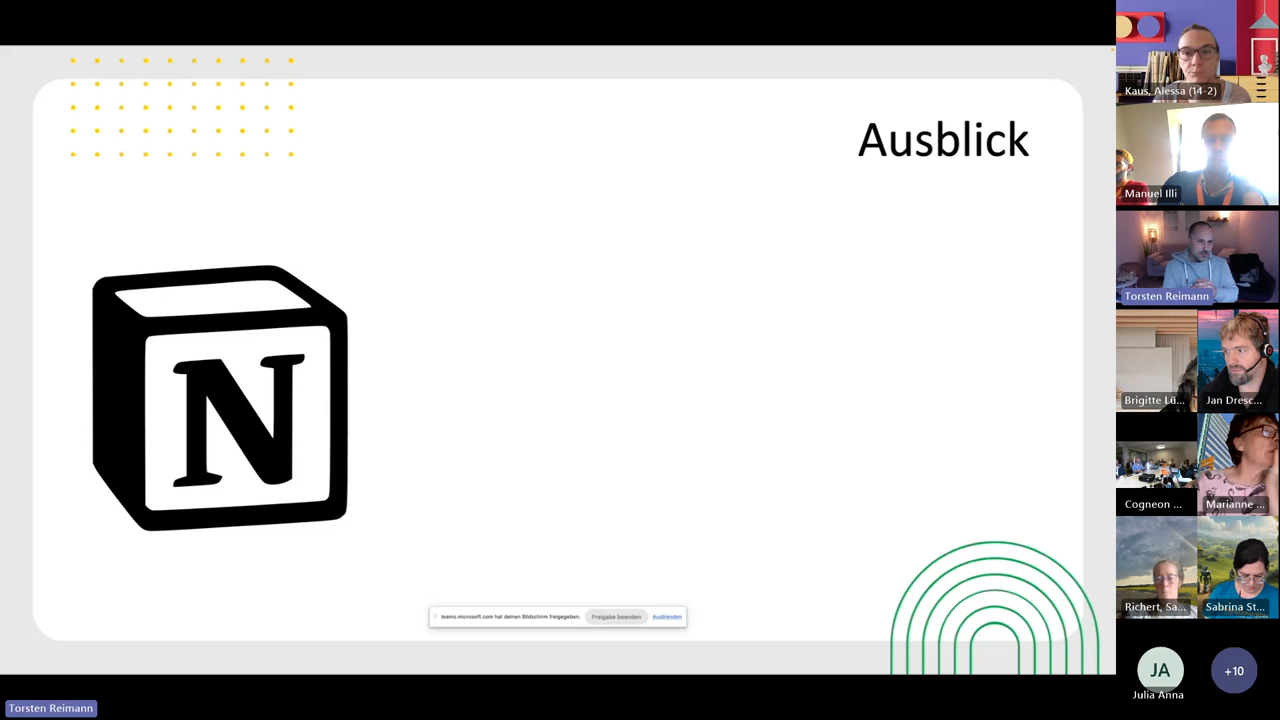 Ausblick
N
teams.microsoft.com hat deinen Bildschirm freigegeben.
Freigabe beenden
Ausblenden
Kaus, Alessa (14-2)
Manuel Illi
Torsten Reimann
Brigitte Lü...
Jan Dresc...
Cogneon ...
Marianne ...
Richert, Sa...
Sabrina St...
JA
Julia Anna
+10
Torsten Reimann